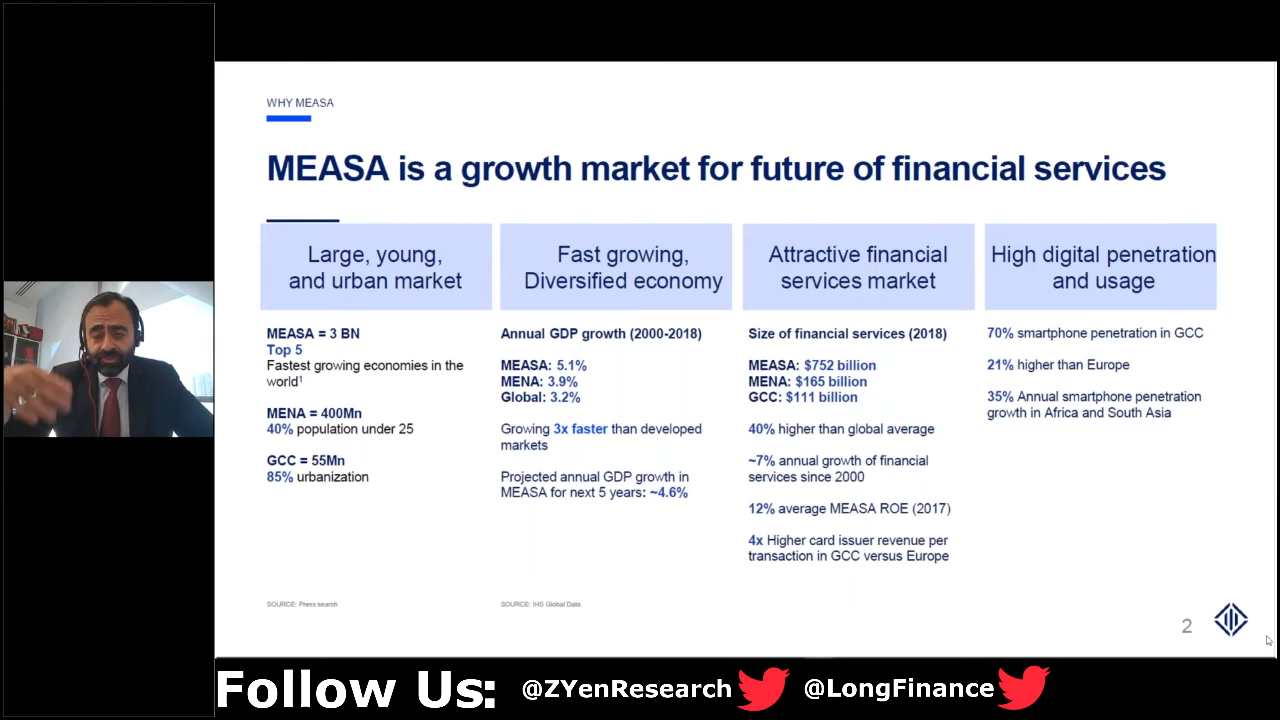 WHY MEASA
MEASA is a growth market for future of financial services
Large, young,
and urban market
MEASA = 3 BN
Top 5
Fastest growing economies in the
world¹
MENA = 400Mn
40% population under 25
GCC = 55Mn
85% urbanization
SOURCE: Press search
Fast growing,
Diversified economy
Annual GDP growth (2000-2018)
MEASA: 5.1%
MENA: 3.9%
Global: 3.2%
Growing 3x faster than developed
markets
Projected annual GDP growth in
MEASA for next 5 years: ~4.6%
SOURCE: IHS Global Data
Attractive financial
services market
Size of financial services (2018)
MEASA: $752 billion
MENA: $165 billion
GCC: $111 billion
40% higher than global average
~7% annual growth of financial
services since 2000
12% average MEASA ROE (2017)
4x Higher card issuer revenue per
transaction in GCC versus Europe
High digital penetration
and usage
70% smartphone penetration in GCC
21% higher than Europe
35% Annual smartphone penetration
growth in Africa and South Asia
2
Follow Us: @ZYenResearch @LongFinance